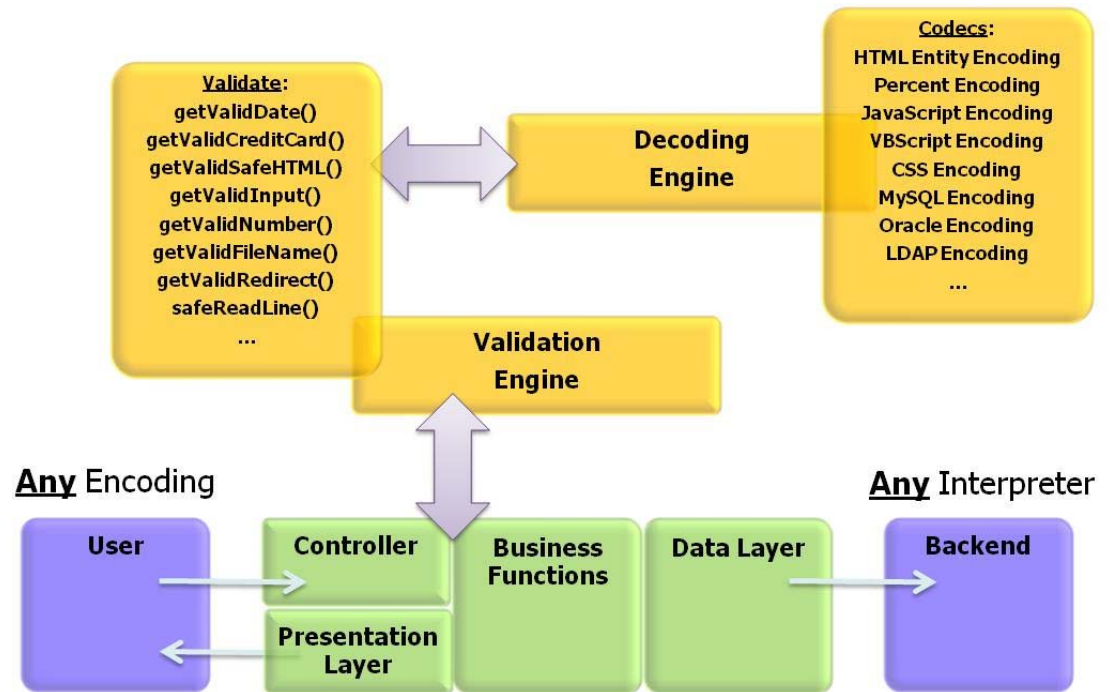 Codecs:
HTML Entity Encoding
Percent Encoding
JavaScript Encoding
VBScript Encoding
CSS Encoding
MySQL Encoding
Oracle Encoding
LDAP Encoding
...
Validate:
getValidDate()
getValidCreditCard()
getValidSafeHTML()
getValidInput()
getValidNumber()
getValidFileName()
getValidRedirect()
safeReadLine()
...
Decoding
Engine
Validation
Engine
Any Encoding
Any Interpreter
User
Controller
Business
Functions
Data Layer
Backend
Presentation
Layer